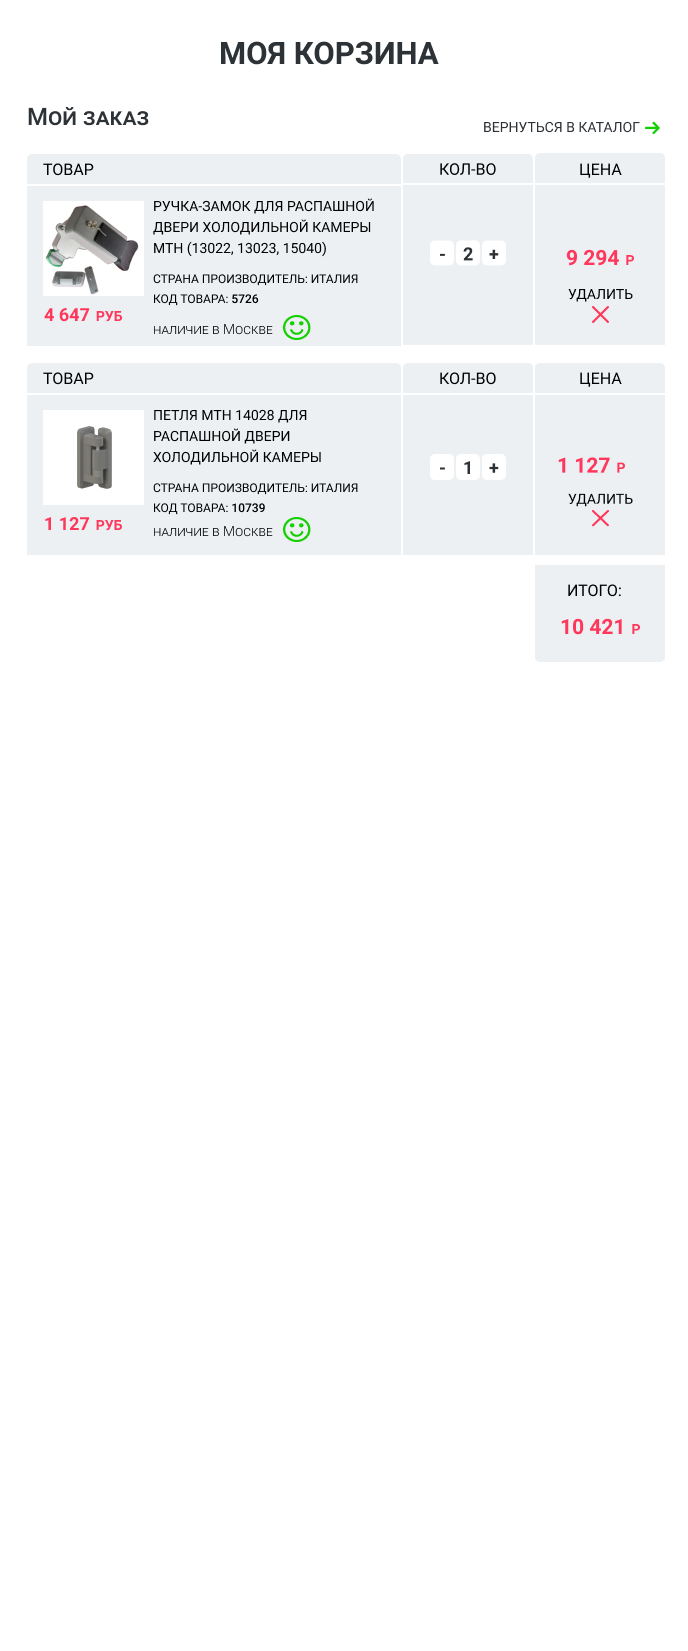 МОЯ КОРЗИНА
Мой заказ
ВЕРНУТЬСЯ В КАТАЛОГ
ТОВАР КОЛ-ВО ЦЕНА
РУЧКА-ЗАМОК ДЛЯ РАСПАШНОЙ
ДВЕРИ ХОЛОДИЛЬНОЙ КАМЕРЫ
МТН (13022, 13023, 15040)
СТРАНА ПРОИЗВОДИТЕЛЬ: ИТАЛИЯ
КОД ТОВАРА: 5726
наличие в Москве
4 647 РУБ
- 2 +
9 294 Р
УДАЛИТЬ
ТОВАР КОЛ-ВО ЦЕНА
ПЕТЛЯ МТН 14028 ДЛЯ
РАСПАШНОЙ ДВЕРИ
ХОЛОДИЛЬНОЙ КАМЕРЫ
СТРАНА ПРОИЗВОДИТЕЛЬ: ИТАЛИЯ
КОД ТОВАРА: 10739
наличие в Москве
1 127 РУБ
- 1 +
1 127 Р
УДАЛИТЬ
ИТОГО:
10 421 Р